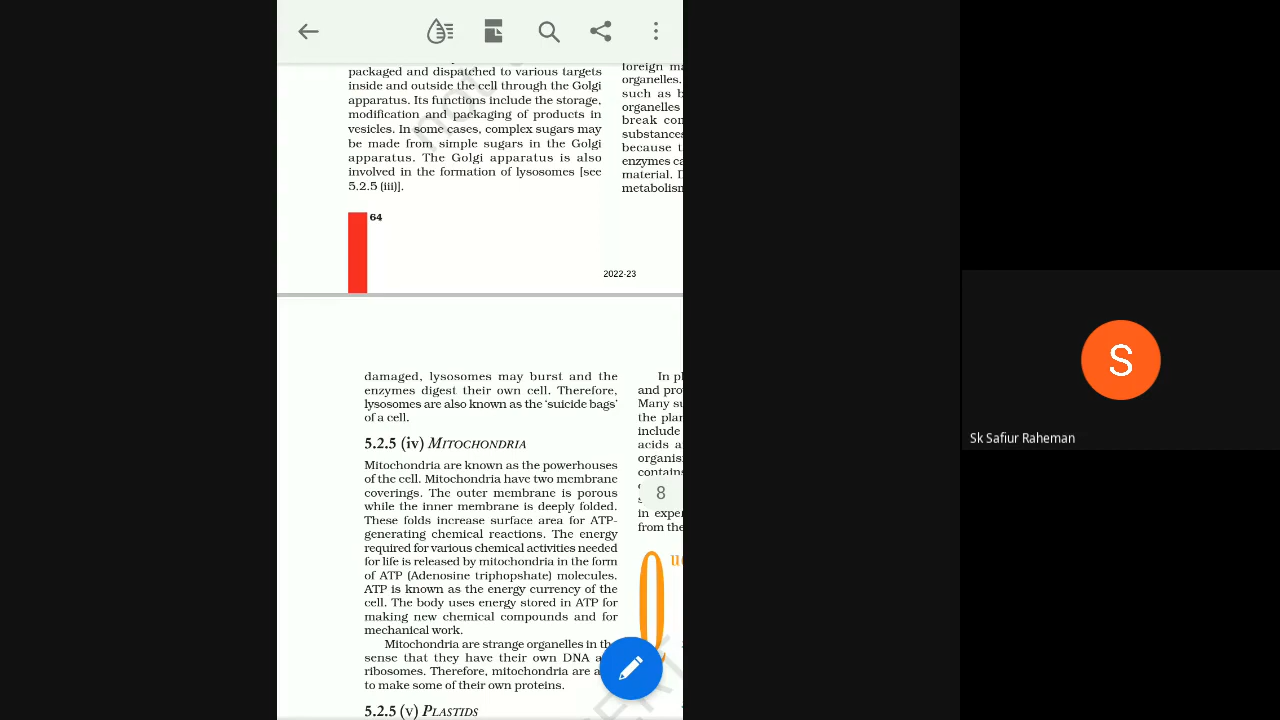 packaged and dispatched to various targets
inside and outside the cell through the Golgi
apparatus. Its functions include the storage,
modification and packaging of products in
vesicles. In some cases, complex sugars may
be made from simple sugars in the Golgi
apparatus. The Golgi apparatus is also
involved in the formation of lysosomes [see
5.2.5 (iii)].
64
foreign ma
organelles.
such as b
organelles
break con
substances
because t
enzymes ca
material. D
metabolism
2022-23
damaged, lysosomes may burst and the
enzymes digest their own cell. Therefore,
lysosomes are also known as the ‘suicide bags’
of a cell.
5.2.5 (iv) MITOCHONDRIA
Mitochondria are known as the powerhouses
of the cell. Mitochondria have two membrane
coverings. The outer membrane is porous
while the inner membrane is deeply folded.
These folds increase surface area for ATP-
generating chemical reactions. The energy
required for various chemical activities needed
for life is released by mitochondria in the form
of ATP (Adenosine triphopshate) molecules.
ATP is known as the energy currency of the
cell. The body uses energy stored in ATP for
making new chemical compounds and for
mechanical work.
Mitochondria are strange organelles in the
sense that they have their own DNA a
ribosomes. Therefore, mitochondria are a
to make some of their own proteins.
5.2.5 (v) PLASTIDS
In pl
and pro
Many su
the plan
include
acids a
organis
contains
8
in exper
from the
S
Sk Safiur Raheman